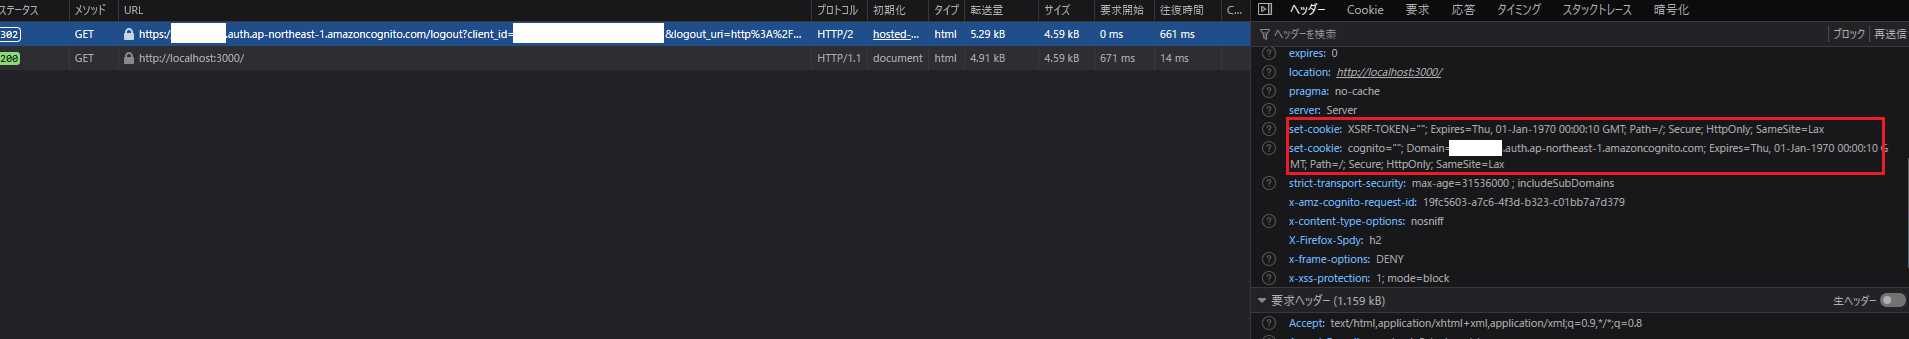 ステータス メソッド URL プロトコル 初期化 タイプ 転送量 サイズ 要求開始 往復時間 C...
302 GET https:/ .auth.ap-northeast-1.amazoncognito.com/logout?client_id= &logout_uri=http%3A%2F... HTTP/2 hosted-... html 5.29 kB 4.59 kB 0 ms 661 ms
200 GET http://localhost:3000/ HTTP/1.1 document html 4.91 kB 4.59 kB 671 ms 14 ms
ヘッダー Cookie 要求 応答 タイミング スタックトレース 暗号化
ヘッダーを検索 ブロック 再送信
expires: 0
location: http://localhost:3000/
pragma: no-cache
server: Server
set-cookie: XSRF-TOKEN=""; Expires=Thu, 01-Jan-1970 00:00:10 GMT; Path=/; Secure; HttpOnly; SameSite=Lax
set-cookie: cognito=""; Domain= .auth.ap-northeast-1.amazoncognito.com; Expires=Thu, 01-Jan-1970 00:00:10 G
MT; Path=/; Secure; HttpOnly; SameSite=Lax
strict-transport-security: max-age=31536000 ; includeSubDomains
x-amz-cognito-request-id: 19fc5603-a7c6-4f3d-b323-c01bb7a7d379
x-content-type-options: nosniff
X-Firefox-Spdy: h2
x-frame-options: DENY
x-xss-protection: 1; mode=block
要求ヘッダー (1.159 kB) 生ヘッダー
Accept: text/html,application/xhtml+xml,application/xml;q=0.9,*/*;q=0.8